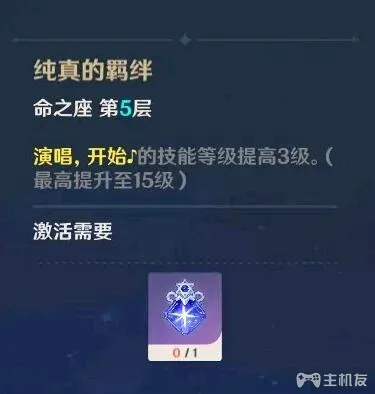 纯真的羁绊
命之座 第5层
演唱，开始♪的技能等级提高3级。（
最高提升至15级）
激活需要
0 / 1
主机友